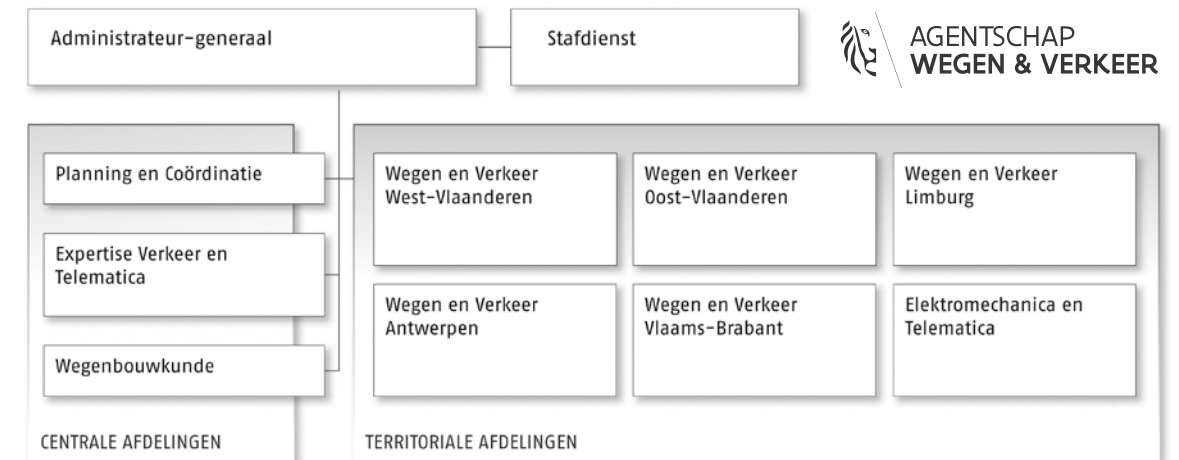 Administrateur-generaal
Stafdienst
AGENTSCHAP
WEGEN & VERKEER
Planning en Coördinatie
Expertise Verkeer en
Telematica
Wegenbouwkunde
CENTRALE AFDELINGEN
Wegen en Verkeer
West-Vlaanderen
Wegen en Verkeer
Oost-Vlaanderen
Wegen en Verkeer
Limburg
Wegen en Verkeer
Antwerpen
Wegen en Verkeer
Vlaams-Brabant
Elektromechanica en
Telematica
TERRITORIALE AFDELINGEN